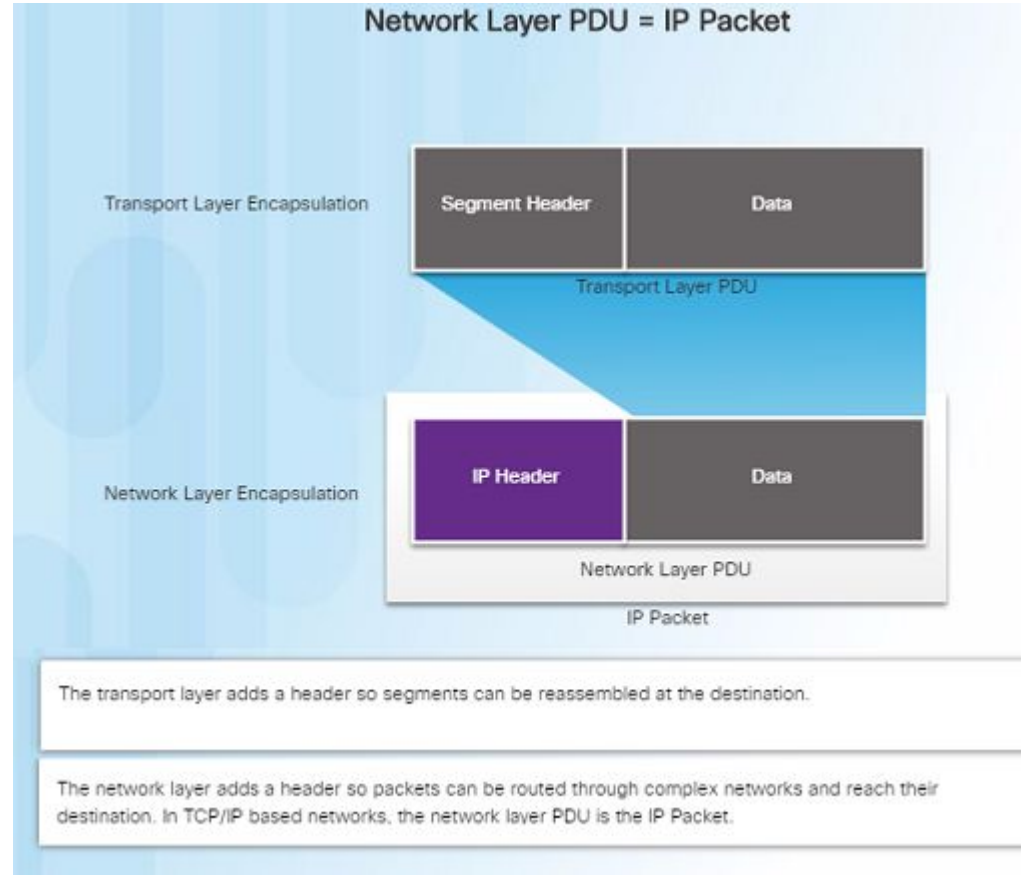 Network Layer PDU = IP Packet
Transport Layer Encapsulation
Segment Header
Data
Transport Layer PDU
Network Layer Encapsulation
IP Header
Data
Network Layer PDU
IP Packet
The transport layer adds a header so segments can be reassembled at the destination.
The network layer adds a header so packets can be routed through complex networks and reach their
destination. In TCP/IP based networks, the network layer PDU is the IP Packet.